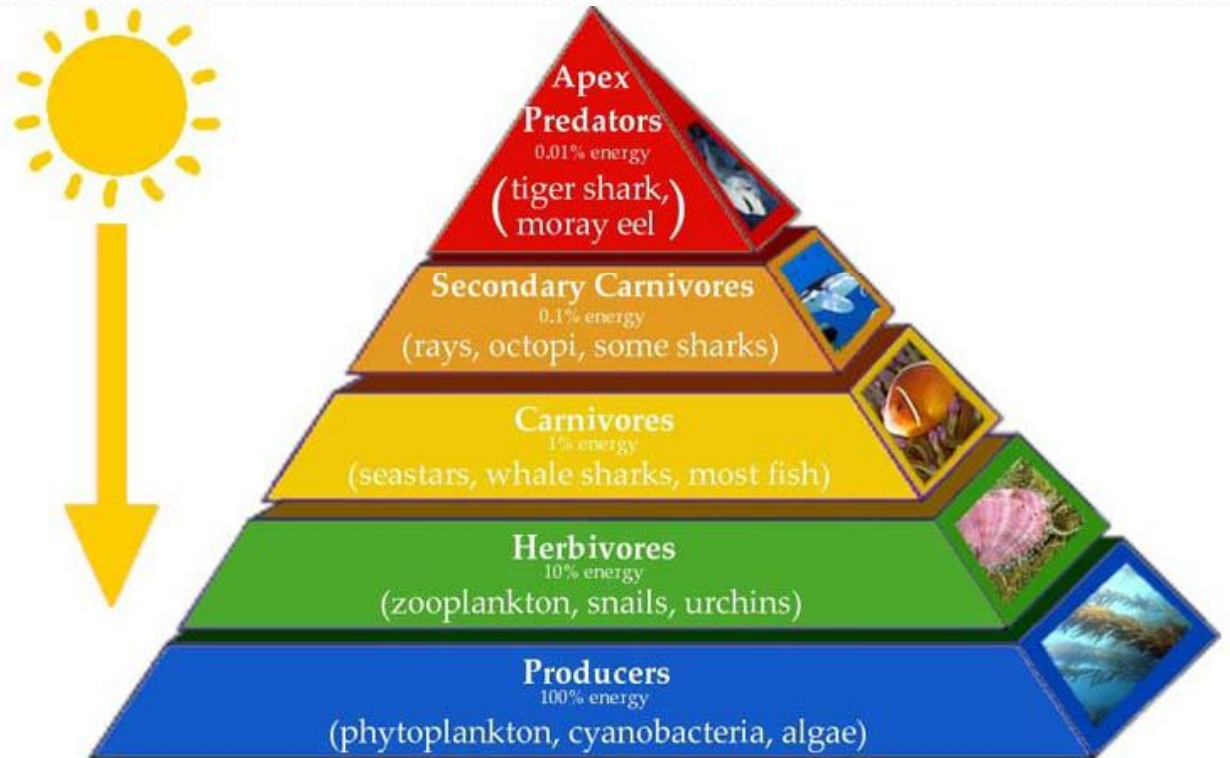 Apex
Predators
0.01% energy
(tiger shark,
moray eel)
Secondary Carnivores
0.1% energy
(rays, octopi, some sharks)
Carnivores
1% energy
(seastars, whale sharks, most fish)
Herbivores
10% energy
(zooplankton, snails, urchins)
Producers
100% energy
(phytoplankton, cyanobacteria, algae)